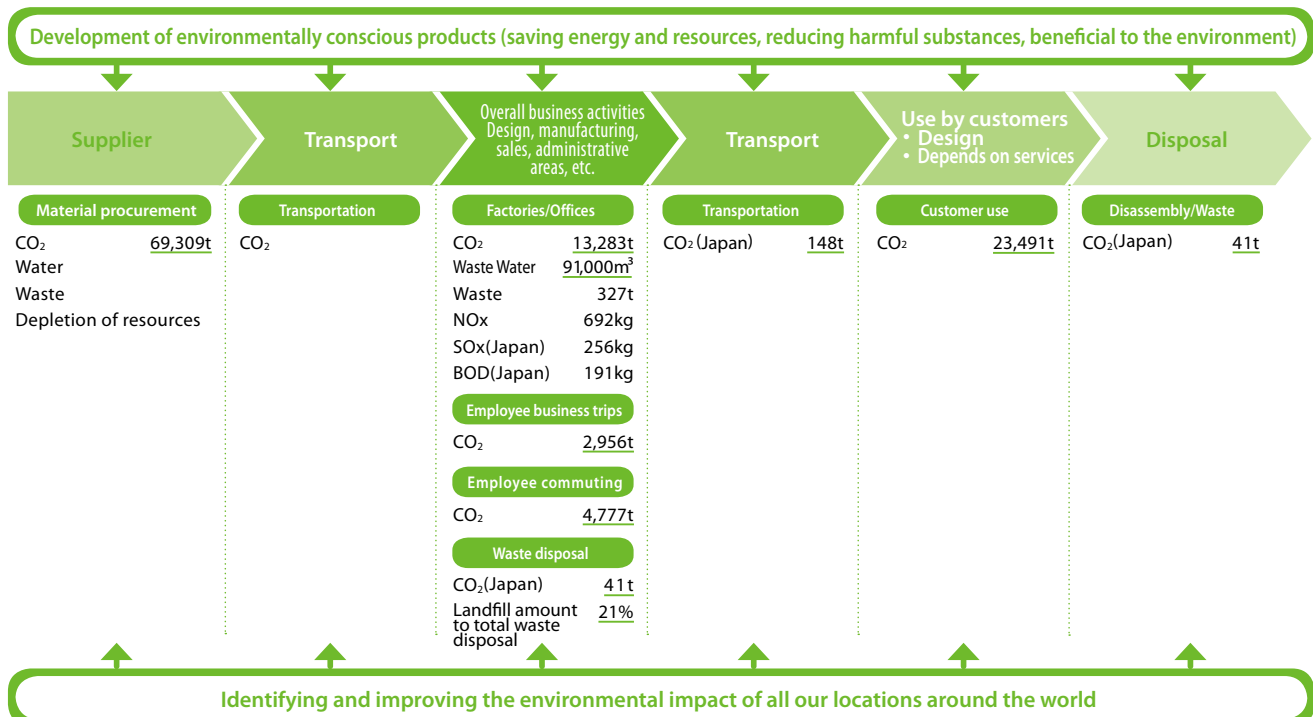 Development of environmentally conscious products (saving energy and resources, reducing harmful substances, beneficial to the environment)
Supplier
Transport
Overall business activities
Design, manufacturing,
sales, administrative
areas, etc.
Transport
Use by customers
• Design
• Depends on services
Disposal
Material procurement
CO₂ 69,309t
Water
Waste
Depletion of resources
Transportation
CO₂
Factories/Offices
CO₂ 13,283t
Waste Water 91,000m³
Waste 327t
NOx 692kg
SOx(Japan) 256kg
BOD(Japan) 191kg
Employee business trips
CO₂ 2,956t
Employee commuting
CO₂ 4,777t
Waste disposal
CO₂(Japan) 41t
Landfill amount 21%
to total waste
disposal
Transportation
CO₂ (Japan) 148t
Customer use
CO₂ 23,491t
Disassembly/Waste
CO₂(Japan) 41t
Identifying and improving the environmental impact of all our locations around the world